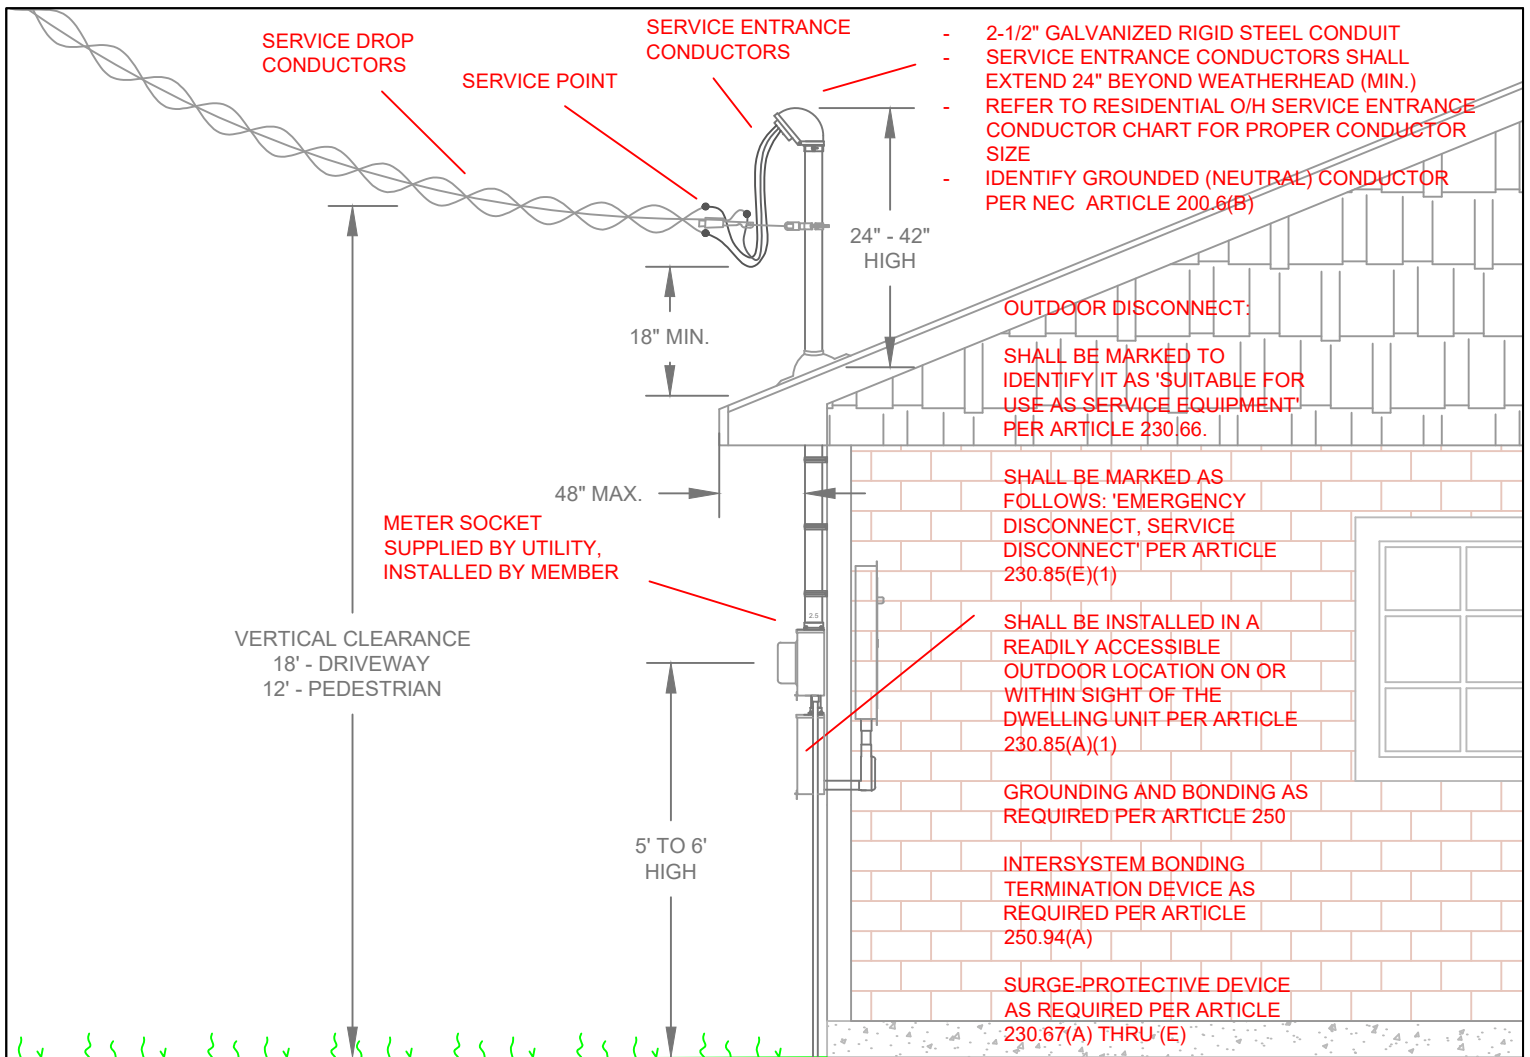 SERVICE DROP
CONDUCTORS
SERVICE POINT
SERVICE ENTRANCE
CONDUCTORS
- 2-1/2" GALVANIZED RIGID STEEL CONDUIT
- SERVICE ENTRANCE CONDUCTORS SHALL
EXTEND 24" BEYOND WEATHERHEAD (MIN.)
- REFER TO RESIDENTIAL O/H SERVICE ENTRANCE
CONDUCTOR CHART FOR PROPER CONDUCTOR
SIZE
- IDENTIFY GROUNDED (NEUTRAL) CONDUCTOR
PER NEC ARTICLE 200.6(B)
24" - 42"
HIGH
18" MIN.
48" MAX.
METER SOCKET
SUPPLIED BY UTILITY,
INSTALLED BY MEMBER
2.5
VERTICAL CLEARANCE
18' - DRIVEWAY
12' - PEDESTRIAN
5' TO 6'
HIGH
OUTDOOR DISCONNECT:
SHALL BE MARKED TO
IDENTIFY IT AS 'SUITABLE FOR
USE AS SERVICE EQUIPMENT'
PER ARTICLE 230.66.
SHALL BE MARKED AS
FOLLOWS: 'EMERGENCY
DISCONNECT, SERVICE
DISCONNECT' PER ARTICLE
230.85(E)(1)
SHALL BE INSTALLED IN A
READILY ACCESSIBLE
OUTDOOR LOCATION ON OR
WITHIN SIGHT OF THE
DWELLING UNIT PER ARTICLE
230.85(A)(1)
GROUNDING AND BONDING AS
REQUIRED PER ARTICLE 250
INTERSYSTEM BONDING
TERMINATION DEVICE AS
REQUIRED PER ARTICLE
250.94(A)
SURGE-PROTECTIVE DEVICE
AS REQUIRED PER ARTICLE
230.67(A) THRU (E)